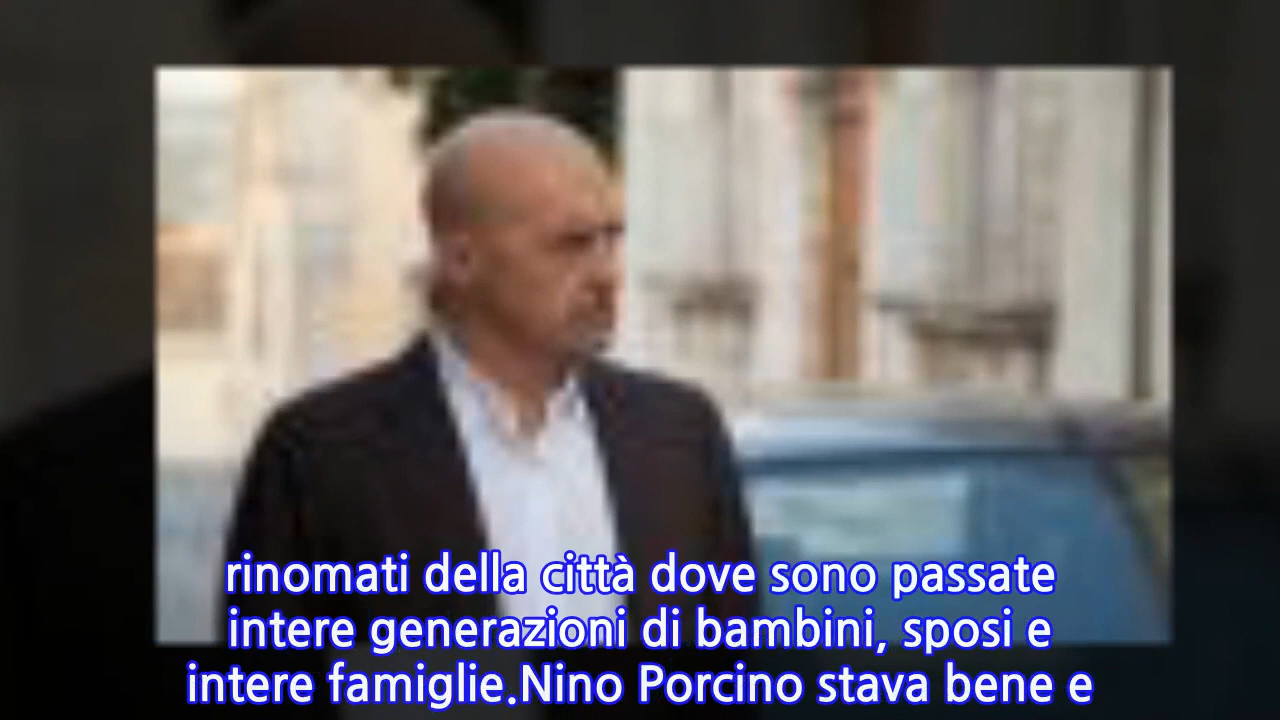 rinomati della città dove sono passate
intere generazioni di bambini, sposi e
intere famiglie.Nino Porcino stava bene e